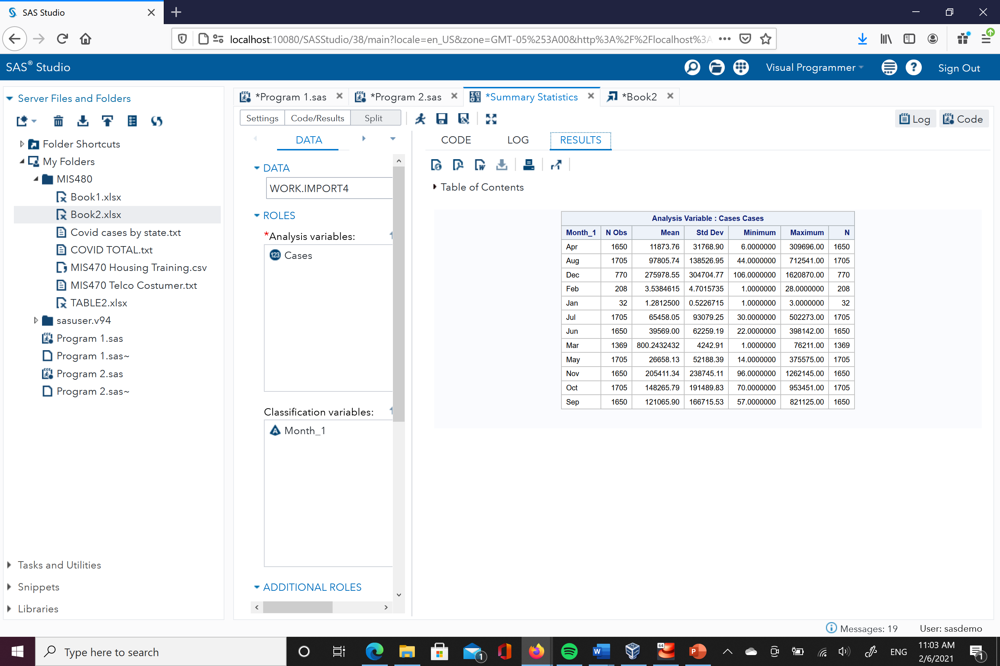 SAS Studio
localhost:10080/SASStudio/38/main?locale=en_US&zone=GMT-05%253A00&http%3A%2F%2Flocalhost%3A
SAS® Studio
Visual Programmer
Sign Out
Server Files and Folders
Folder Shortcuts
My Folders
MIS480
Book1.xlsx
Book2.xlsx
Covid cases by state.txt
COVID TOTAL.txt
MIS470 Housing Training.csv
MIS470 Telco Costumer.txt
TABLE2.xlsx
sasuser.v94
Program 1.sas
Program 1.sas~
Program 2.sas
Program 2.sas~
Tasks and Utilities
Snippets
Libraries
*Program 1.sas *Program 2.sas *Summary Statistics *Book2
Settings Code/Results Split
Log Code
DATA
DATA
WORK.IMPORT4
ROLES
*Analysis variables:
123 Cases
Classification variables:
A Month_1
ADDITIONAL ROLES
CODE LOG RESULTS
Table of Contents
Analysis Variable : Cases Cases
Month_1 N Obs Mean Std Dev Minimum Maximum N
Apr 1650 11873.76 31768.90 6.0000000 309696.00 1650
Aug 1705 97805.74 138526.95 44.0000000 712541.00 1705
Dec 770 275978.55 304704.77 106.0000000 1620870.00 770
Feb 208 3.5384615 4.7015735 1.0000000 28.0000000 208
Jan 32 1.2812500 0.5226715 1.0000000 3.0000000 32
Jul 1705 65458.05 93079.25 30.0000000 502273.00 1705
Jun 1650 39569.00 62259.19 22.0000000 398142.00 1650
Mar 1369 800.2432432 4242.91 1.0000000 76211.00 1369
May 1705 26658.13 52188.39 14.0000000 375575.00 1705
Nov 1650 205411.34 238745.11 96.0000000 1262145.00 1650
Oct 1705 148265.79 191489.83 70.0000000 953451.00 1705
Sep 1650 121065.90 166715.53 57.0000000 821125.00 1650
Messages: 19 User: sasdemo
Type here to search
1
64
ENG
11:03 AM
2/6/2021
1